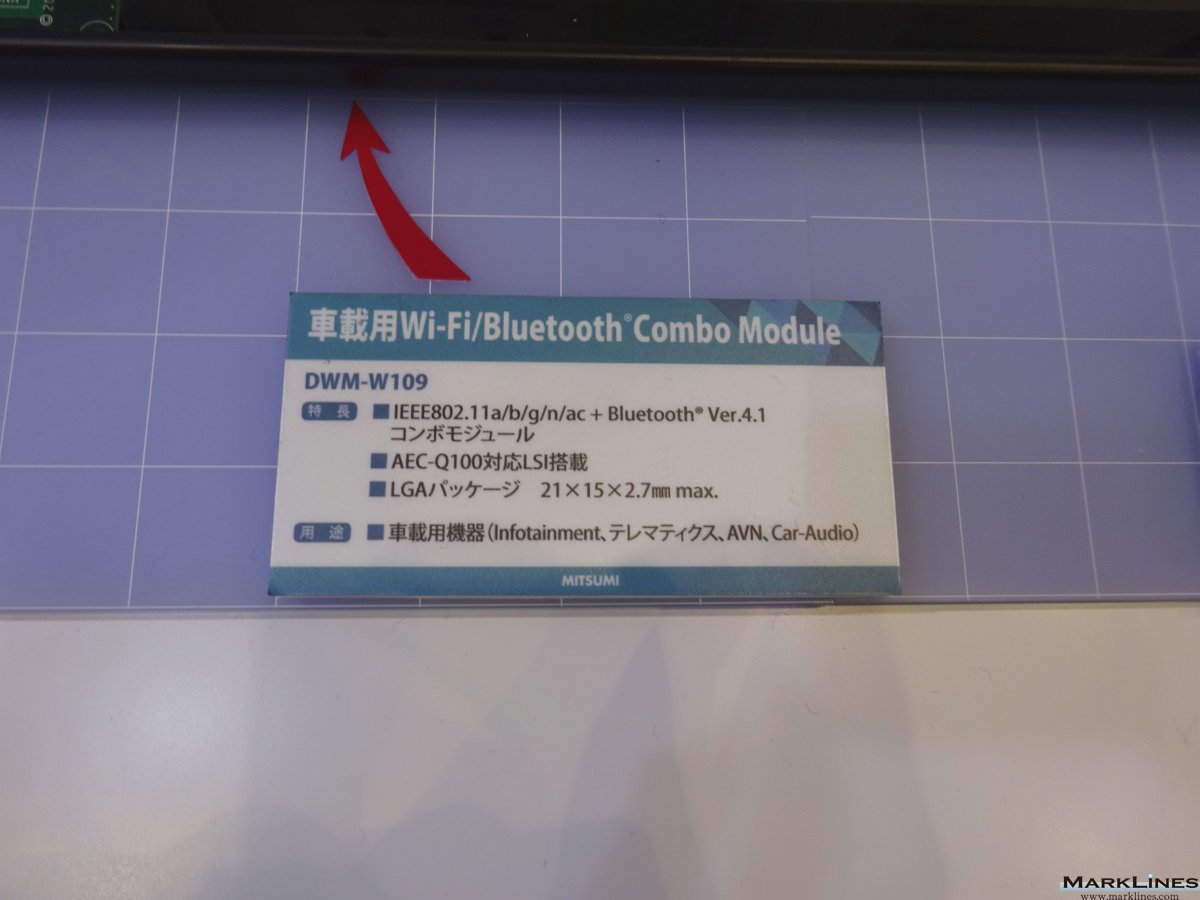 車載用Wi-Fi/Bluetooth®Combo Module
DWM-W109
特長 ■IEEE802.11a/b/g/n/ac + Bluetooth® Ver.4.1
コンボモジュール
■AEC-Q100対応LSI搭載
■LGAパッケージ 21×15×2.7㎜ max.
用途 ■車載用機器(Infotainment、テレマティクス、AVN、Car-Audio)
MITSUMI
MARKLINES
www.marklines.com